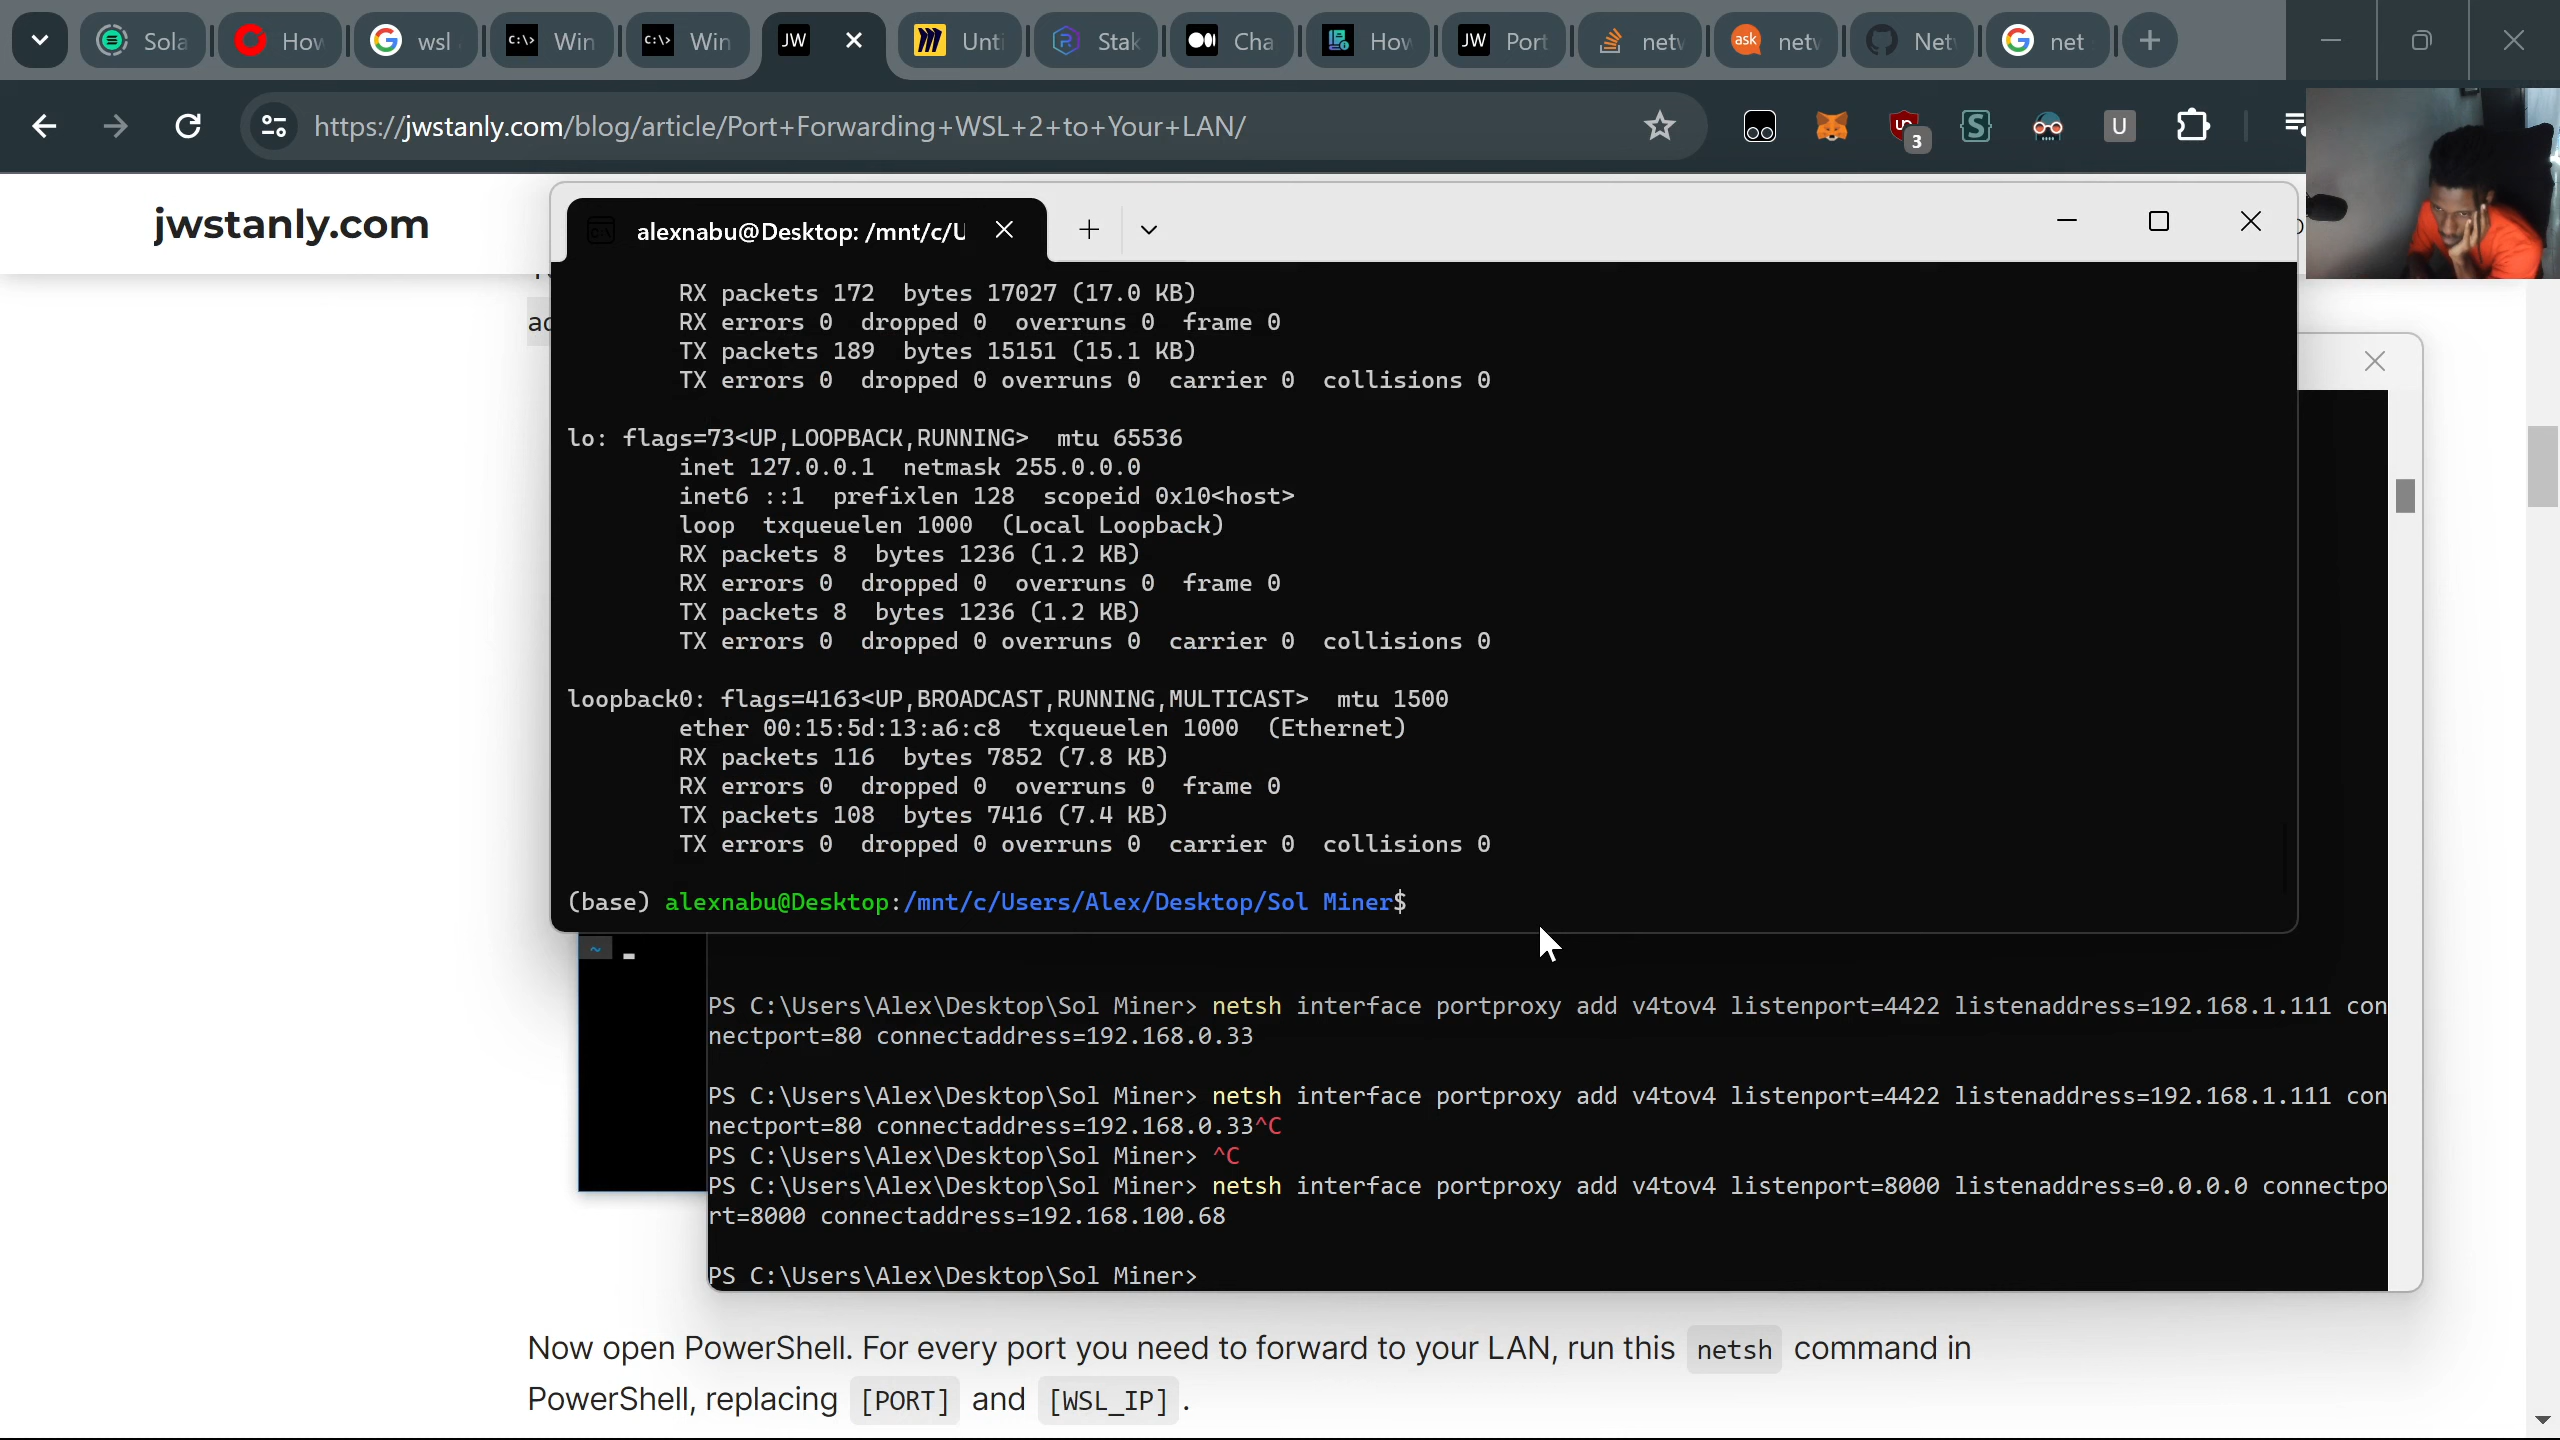 Sola
How
wsl
C:\> Win
C:\> Win
JW
Unti
Stak
Cha
How
JW Port
netw
ask netw
Net
net
https://jwstanly.com/blog/article/Port+Forwarding+WSL+2+to+Your+LAN/
3
S
U
jwstanly.com
alexnabu@Desktop: /mnt/c/U
RX packets 172  bytes 17027 (17.0 KB)
RX errors 0  dropped 0  overruns 0  frame 0
TX packets 189  bytes 15151 (15.1 KB)
TX errors 0  dropped 0 overruns 0  carrier 0  collisions 0
lo: flags=73<UP,LOOPBACK,RUNNING>  mtu 65536
inet 127.0.0.1  netmask 255.0.0.0
inet6 ::1  prefixlen 128  scopeid 0x10<host>
loop  txqueuelen 1000  (Local Loopback)
RX packets 8  bytes 1236 (1.2 KB)
RX errors 0  dropped 0  overruns 0  frame 0
TX packets 8  bytes 1236 (1.2 KB)
TX errors 0  dropped 0 overruns 0  carrier 0  collisions 0
loopback0: flags=4163<UP,BROADCAST,RUNNING,MULTICAST>  mtu 1500
ether 00:15:5d:13:a6:c8  txqueuelen 1000  (Ethernet)
RX packets 116  bytes 7852 (7.8 KB)
RX errors 0  dropped 0  overruns 0  frame 0
TX packets 108  bytes 7416 (7.4 KB)
TX errors 0  dropped 0 overruns 0  carrier 0  collisions 0
(base) alexnabu@Desktop:/mnt/c/Users/Alex/Desktop/Sol Miner$
~
PS C:\Users\Alex\Desktop\Sol Miner> netsh interface portproxy add v4tov4 listenport=4422 listenaddress=192.168.1.111 con
nectport=80 connectaddress=192.168.0.33
PS C:\Users\Alex\Desktop\Sol Miner> netsh interface portproxy add v4tov4 listenport=4422 listenaddress=192.168.1.111 con
nectport=80 connectaddress=192.168.0.33^C
PS C:\Users\Alex\Desktop\Sol Miner> ^C
PS C:\Users\Alex\Desktop\Sol Miner> netsh interface portproxy add v4tov4 listenport=8000 listenaddress=0.0.0.0 connectpo
rt=8000 connectaddress=192.168.100.68
PS C:\Users\Alex\Desktop\Sol Miner>
Now open PowerShell. For every port you need to forward to your LAN, run this netsh command in
PowerShell, replacing [PORT] and [WSL_IP].